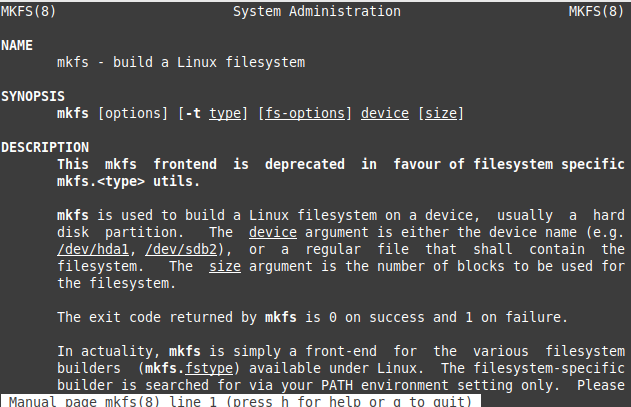 MKFS(8) System Administration MKFS(8)
NAME
mkfs - build a Linux filesystem
SYNOPSIS
mkfs [options] [-t type] [fs-options] device [size]
DESCRIPTION
This mkfs frontend is deprecated in favour of filesystem specific
mkfs.<type> utils.
mkfs is used to build a Linux filesystem on a device, usually a hard
disk partition. The device argument is either the device name (e.g.
/dev/hda1, /dev/sdb2), or a regular file that shall contain the
filesystem. The size argument is the number of blocks to be used for
the filesystem.
The exit code returned by mkfs is 0 on success and 1 on failure.
In actuality, mkfs is simply a front-end for the various filesystem
builders (mkfs.fstype) available under Linux. The filesystem-specific
builder is searched for via your PATH environment setting only. Please
Manual page mkfs(8) line 1 (press h for help or q to quit)